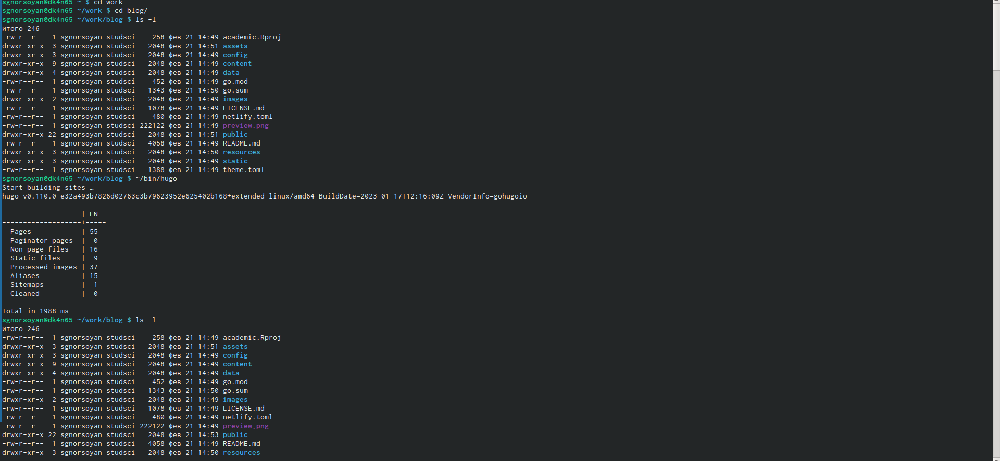 sgnorsoyan@dk4n65 ~ $ cd work
sgnorsoyan@dk4n65 ~/work $ cd blog/
sgnorsoyan@dk4n65 ~/work/blog $ ls -l
итого 246
-rw-r--r--  1 sgnorsoyan studsci    258 фев 21 14:49 academic.Rproj
drwxr-xr-x  3 sgnorsoyan studsci   2048 фев 21 14:51 assets
drwxr-xr-x  3 sgnorsoyan studsci   2048 фев 21 14:49 config
drwxr-xr-x  9 sgnorsoyan studsci   2048 фев 21 14:49 content
drwxr-xr-x  4 sgnorsoyan studsci   2048 фев 21 14:49 data
-rw-r--r--  1 sgnorsoyan studsci    452 фев 21 14:49 go.mod
-rw-r--r--  1 sgnorsoyan studsci   1343 фев 21 14:50 go.sum
drwxr-xr-x  2 sgnorsoyan studsci   2048 фев 21 14:49 images
-rw-r--r--  1 sgnorsoyan studsci   1078 фев 21 14:49 LICENSE.md
-rw-r--r--  1 sgnorsoyan studsci    480 фев 21 14:49 netlify.toml
-rw-r--r--  1 sgnorsoyan studsci 222122 фев 21 14:49 preview.png
drwxr-xr-x 22 sgnorsoyan studsci   2048 фев 21 14:51 public
-rw-r--r--  1 sgnorsoyan studsci   4058 фев 21 14:49 README.md
drwxr-xr-x  3 sgnorsoyan studsci   2048 фев 21 14:50 resources
drwxr-xr-x  3 sgnorsoyan studsci   2048 фев 21 14:49 static
-rw-r--r--  1 sgnorsoyan studsci   1388 фев 21 14:49 theme.toml
sgnorsoyan@dk4n65 ~/work/blog $ ~/bin/hugo
Start building sites …
hugo v0.110.0-e32a493b7826d02763c3b79623952e625402b168+extended linux/amd64 BuildDate=2023-01-17T12:16:09Z VendorInfo=gohugoio
                   | EN
-------------------+-----
  Pages            | 55
  Paginator pages  |  0
  Non-page files   | 16
  Static files     |  9
  Processed images | 37
  Aliases          | 15
  Sitemaps         |  1
  Cleaned          |  0
Total in 1988 ms
sgnorsoyan@dk4n65 ~/work/blog $ ls -l
итого 246
-rw-r--r--  1 sgnorsoyan studsci    258 фев 21 14:49 academic.Rproj
drwxr-xr-x  3 sgnorsoyan studsci   2048 фев 21 14:51 assets
drwxr-xr-x  3 sgnorsoyan studsci   2048 фев 21 14:49 config
drwxr-xr-x  9 sgnorsoyan studsci   2048 фев 21 14:49 content
drwxr-xr-x  4 sgnorsoyan studsci   2048 фев 21 14:49 data
-rw-r--r--  1 sgnorsoyan studsci    452 фев 21 14:49 go.mod
-rw-r--r--  1 sgnorsoyan studsci   1343 фев 21 14:50 go.sum
drwxr-xr-x  2 sgnorsoyan studsci   2048 фев 21 14:49 images
-rw-r--r--  1 sgnorsoyan studsci   1078 фев 21 14:49 LICENSE.md
-rw-r--r--  1 sgnorsoyan studsci    480 фев 21 14:49 netlify.toml
-rw-r--r--  1 sgnorsoyan studsci 222122 фев 21 14:49 preview.png
drwxr-xr-x 22 sgnorsoyan studsci   2048 фев 21 14:53 public
-rw-r--r--  1 sgnorsoyan studsci   4058 фев 21 14:49 README.md
drwxr-xr-x  3 sgnorsoyan studsci   2048 фев 21 14:50 resources